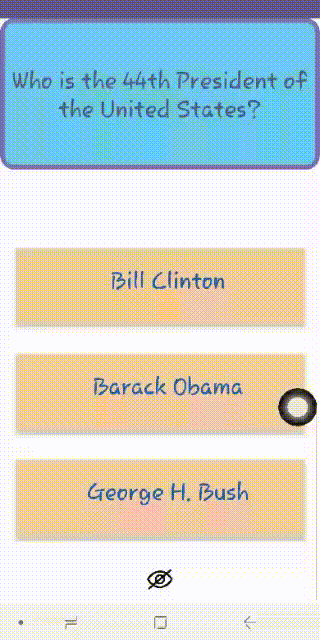 Who is the 44th President of
the United States?
Bill Clinton
Barack Obama
George H. Bush